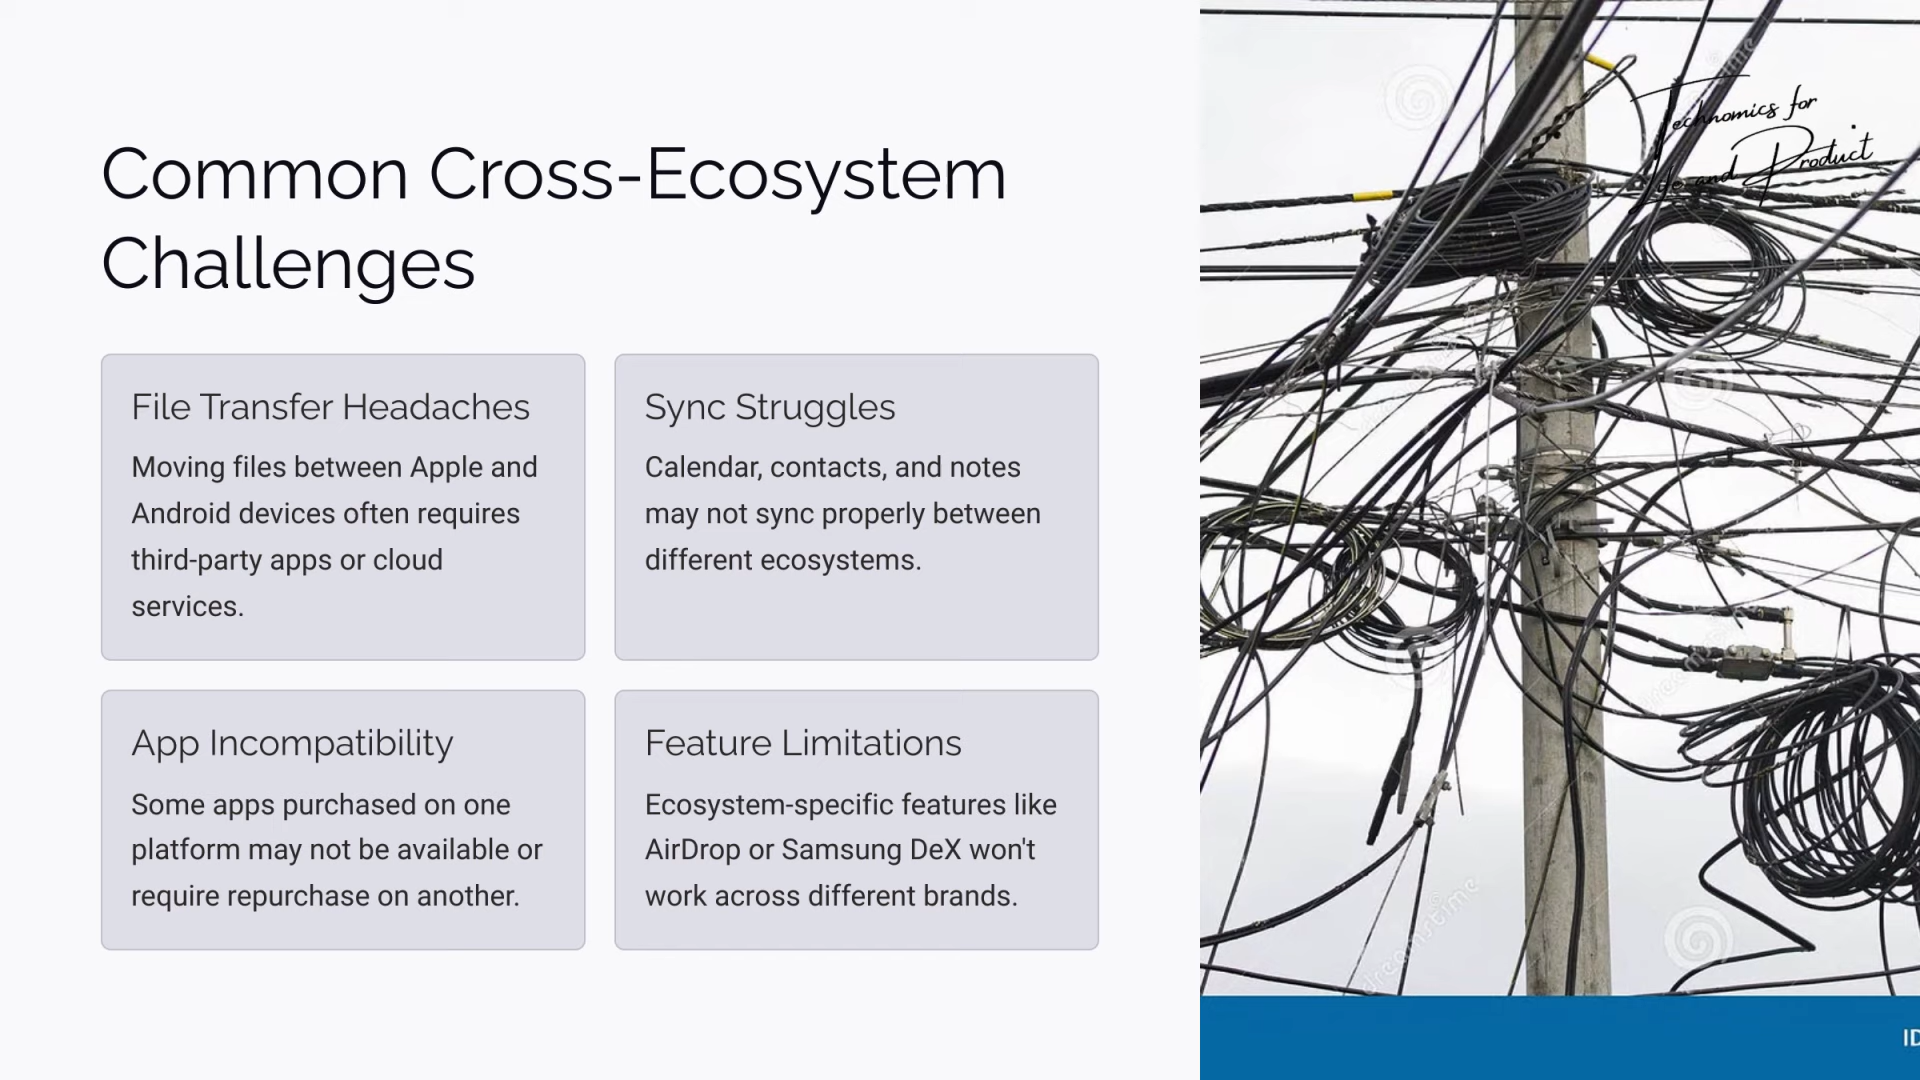 Common Cross-Ecosystem
Challenges
File Transfer Headaches
Moving files between Apple and
Android devices often requires
third-party apps or cloud
services.
Sync Struggles
Calendar, contacts, and notes
may not sync properly between
different ecosystems.
App Incompatibility
Some apps purchased on one
platform may not be available or
require repurchase on another.
Feature Limitations
Ecosystem-specific features like
AirDrop or Samsung DeX won't
work across different brands.
Technomics for
and Product
dreamstime
ID